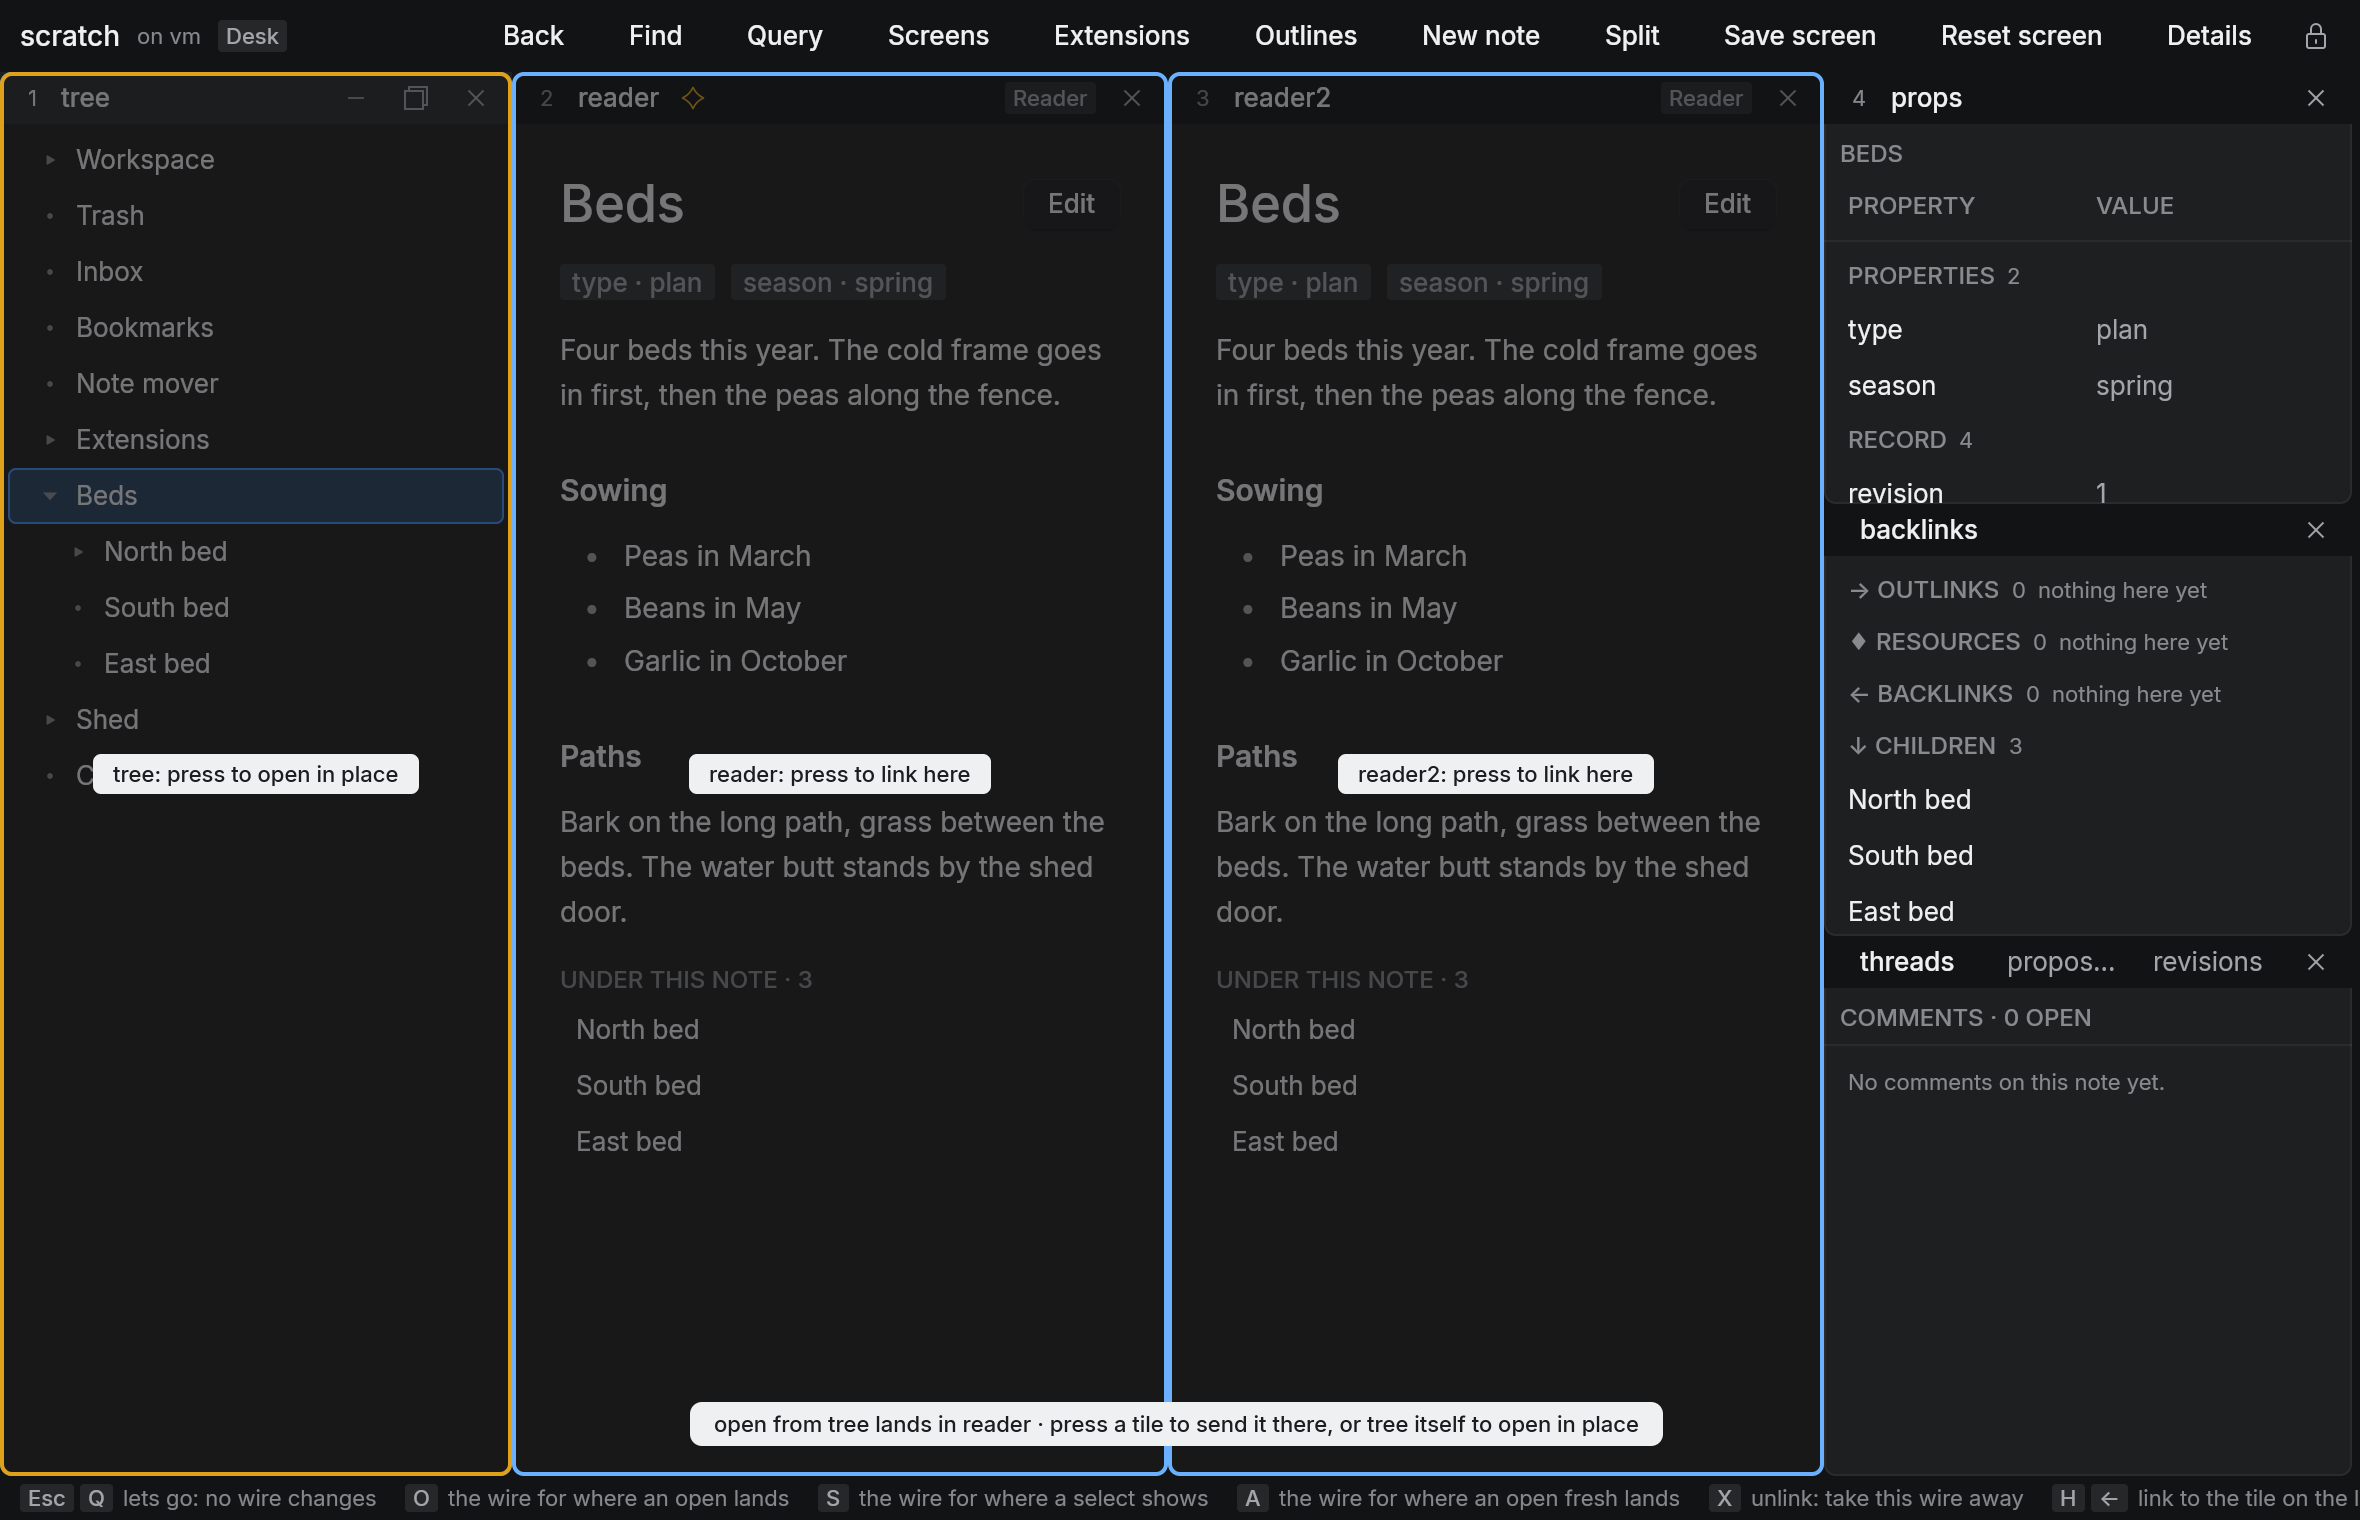 scratch on vm Desk Back Find Query Screens Extensions Outlines New note Split Save screen Reset screen Details
1 tree
Workspace
Trash
Inbox
Bookmarks
Note mover
Extensions
Beds
North bed
South bed
East bed
Shed
C
tree: press to open in place
2 reader Reader
Beds Edit
type · plan season · spring
Four beds this year. The cold frame goes
in first, then the peas along the fence.
Sowing
• Peas in March
• Beans in May
• Garlic in October
Paths
reader: press to link here
Bark on the long path, grass between the
beds. The water butt stands by the shed
door.
UNDER THIS NOTE · 3
North bed
South bed
East bed
3 reader2 Reader
Beds Edit
type · plan season · spring
Four beds this year. The cold frame goes
in first, then the peas along the fence.
Sowing
• Peas in March
• Beans in May
• Garlic in October
Paths
reader2: press to link here
Bark on the long path, grass between the
beds. The water butt stands by the shed
door.
UNDER THIS NOTE · 3
North bed
South bed
East bed
open from tree lands in reader · press a tile to send it there, or tree itself to open in place
4 props
BEDS
PROPERTY VALUE
PROPERTIES 2
type plan
season spring
RECORD 4
revision 1
backlinks
→ OUTLINKS 0 nothing here yet
♦ RESOURCES 0 nothing here yet
← BACKLINKS 0 nothing here yet
↓ CHILDREN 3
North bed
South bed
East bed
threads propos... revisions
COMMENTS · 0 OPEN
No comments on this note yet.
Esc Q lets go: no wire changes O the wire for where an open lands S the wire for where a select shows A the wire for where an open fresh lands X unlink: take this wire away H ← link to the tile on the l